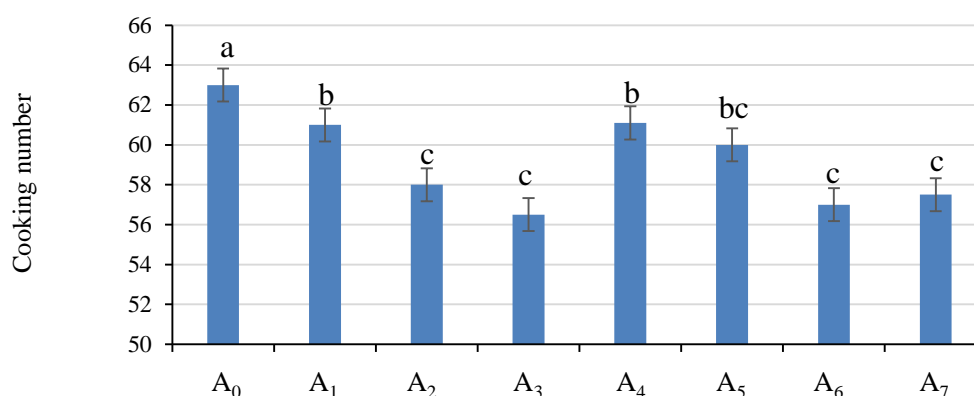 Cooking number
66
64
62
60
58
56
54
52
50
a
b
c
c
b
bc
c
c
A₀ A₁ A₂ A₃ A₄ A₅ A₆ A₇